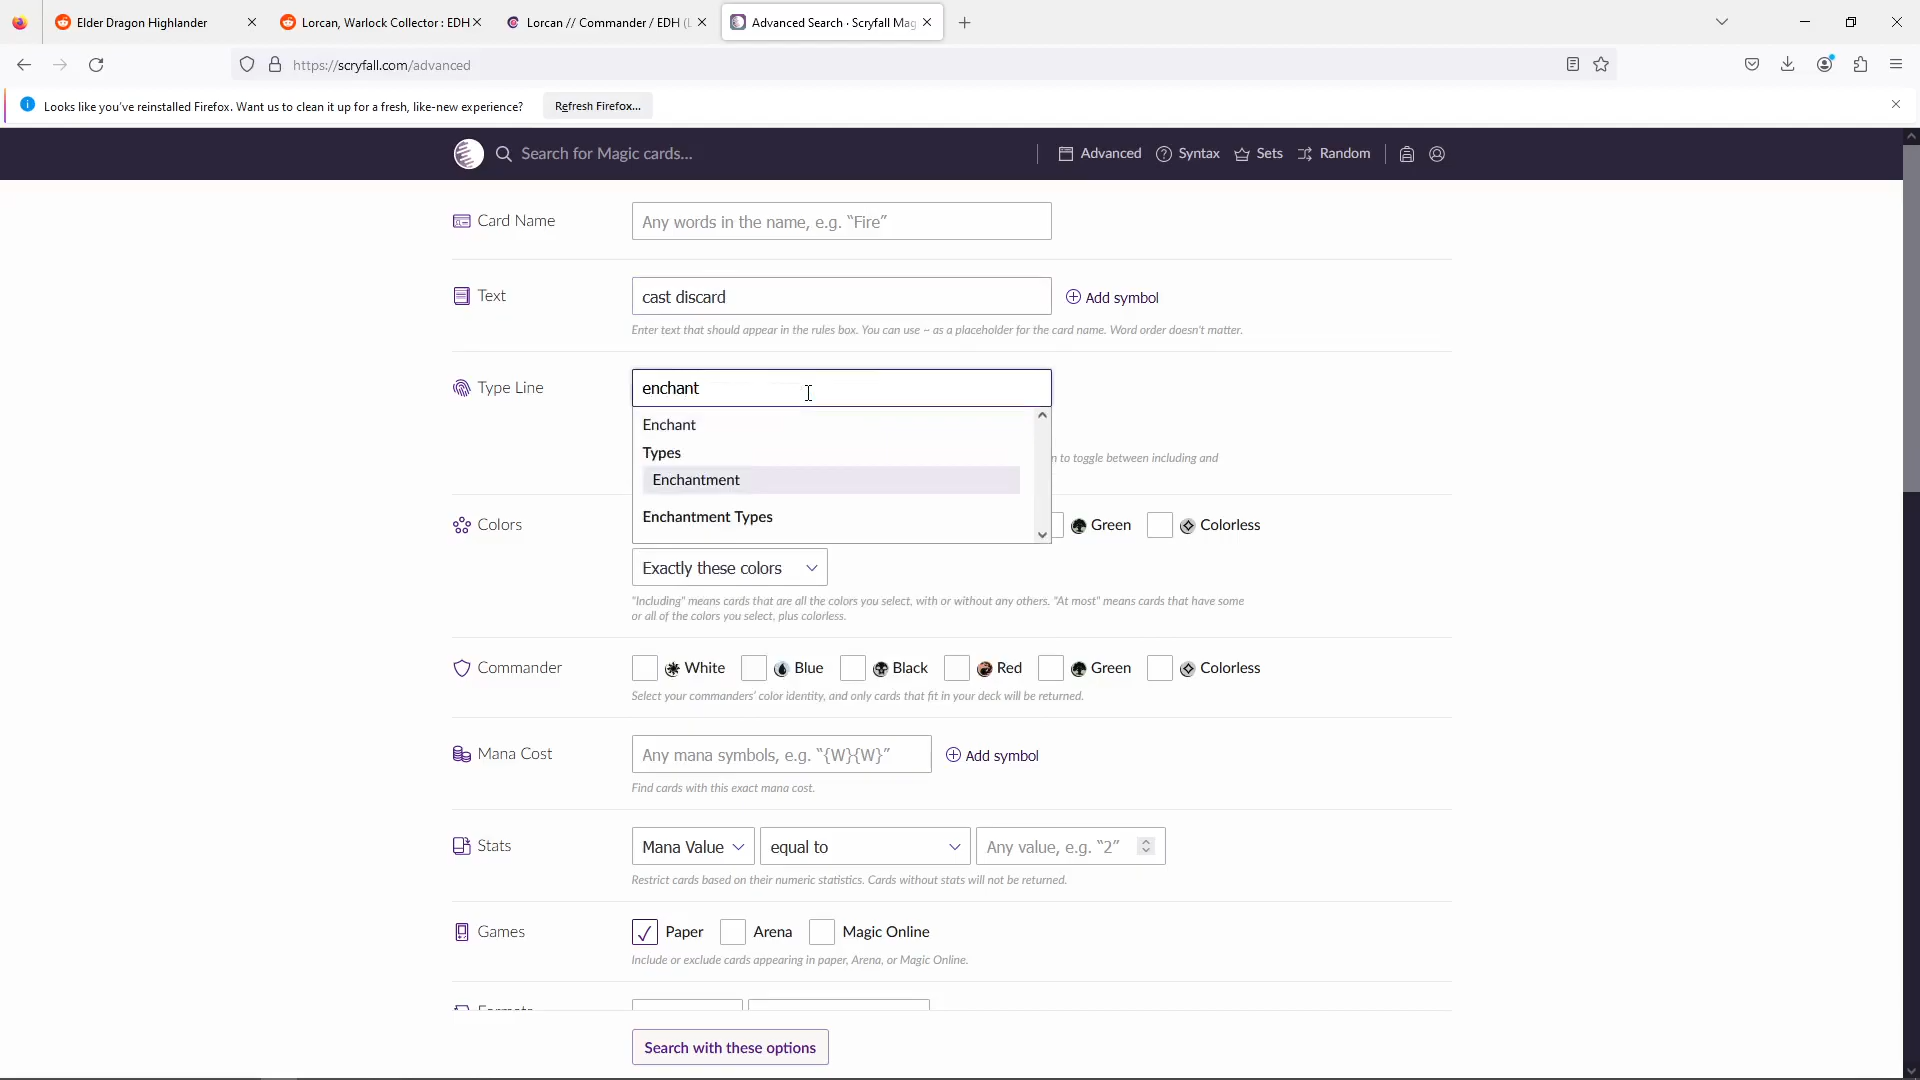 Elder Dragon Highlander
Lorcan, Warlock Collector : EDH
Lorcan // Commander / EDH (
Advanced Search · Scryfall Mag
https://scryfall.com/advanced
Looks like you've reinstalled Firefox. Want us to clean it up for a fresh, like-new experience?
Refresh Firefox...
Search for Magic cards...
Advanced
Syntax
Sets
Random
Card Name
Any words in the name, e.g. “Fire”
Text
cast discard
Add symbol
Enter text that should appear in the rules box. You can use ~ as a placeholder for the card name. Word order doesn't matter.
Type Line
enchant
Enchant
Types
Enchantment
Enchantment Types
n to toggle between including and
Colors
Green
Colorless
Exactly these colors
"Including" means cards that are all the colors you select, with or without any others. "At most" means cards that have some
or all of the colors you select, plus colorless.
Commander
White
Blue
Black
Red
Green
Colorless
Select your commanders' color identity, and only cards that fit in your deck will be returned.
Mana Cost
Any mana symbols, e.g. “{W}{W}”
Add symbol
Find cards with this exact mana cost.
Stats
Mana Value
equal to
Any value, e.g. “2”
Restrict cards based on their numeric statistics. Cards without stats will not be returned.
Games
Paper
Arena
Magic Online
Include or exclude cards appearing in paper, Arena, or Magic Online.
Formats
Search with these options